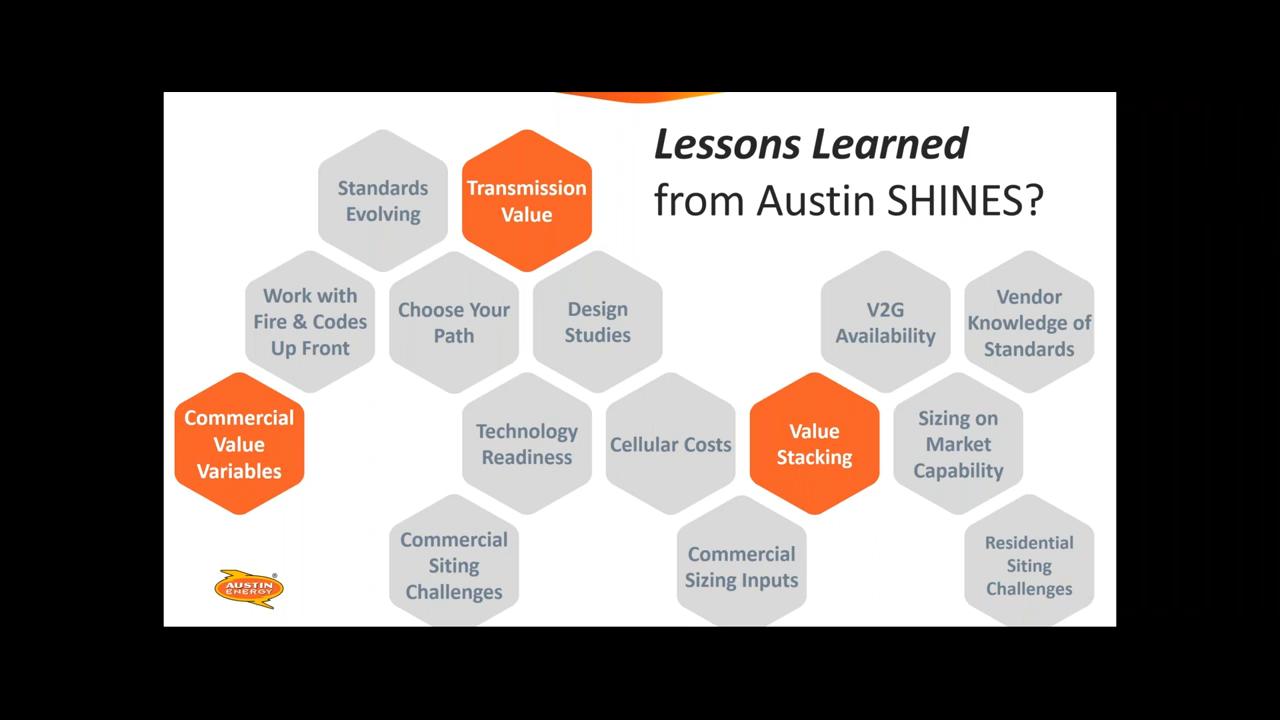 Lessons Learned
from Austin SHINES?
Standards
Evolving
Transmission
Value
Work with
Fire & Codes
Up Front
Choose Your
Path
Design
Studies
V2G
Availability
Vendor
Knowledge of
Standards
Commercial
Value
Variables
Technology
Readiness
Cellular Costs
Value
Stacking
Sizing on
Market
Capability
Commercial
Siting
Challenges
Commercial
Sizing Inputs
Residential
Siting
Challenges
AUSTIN
ENERGY
®